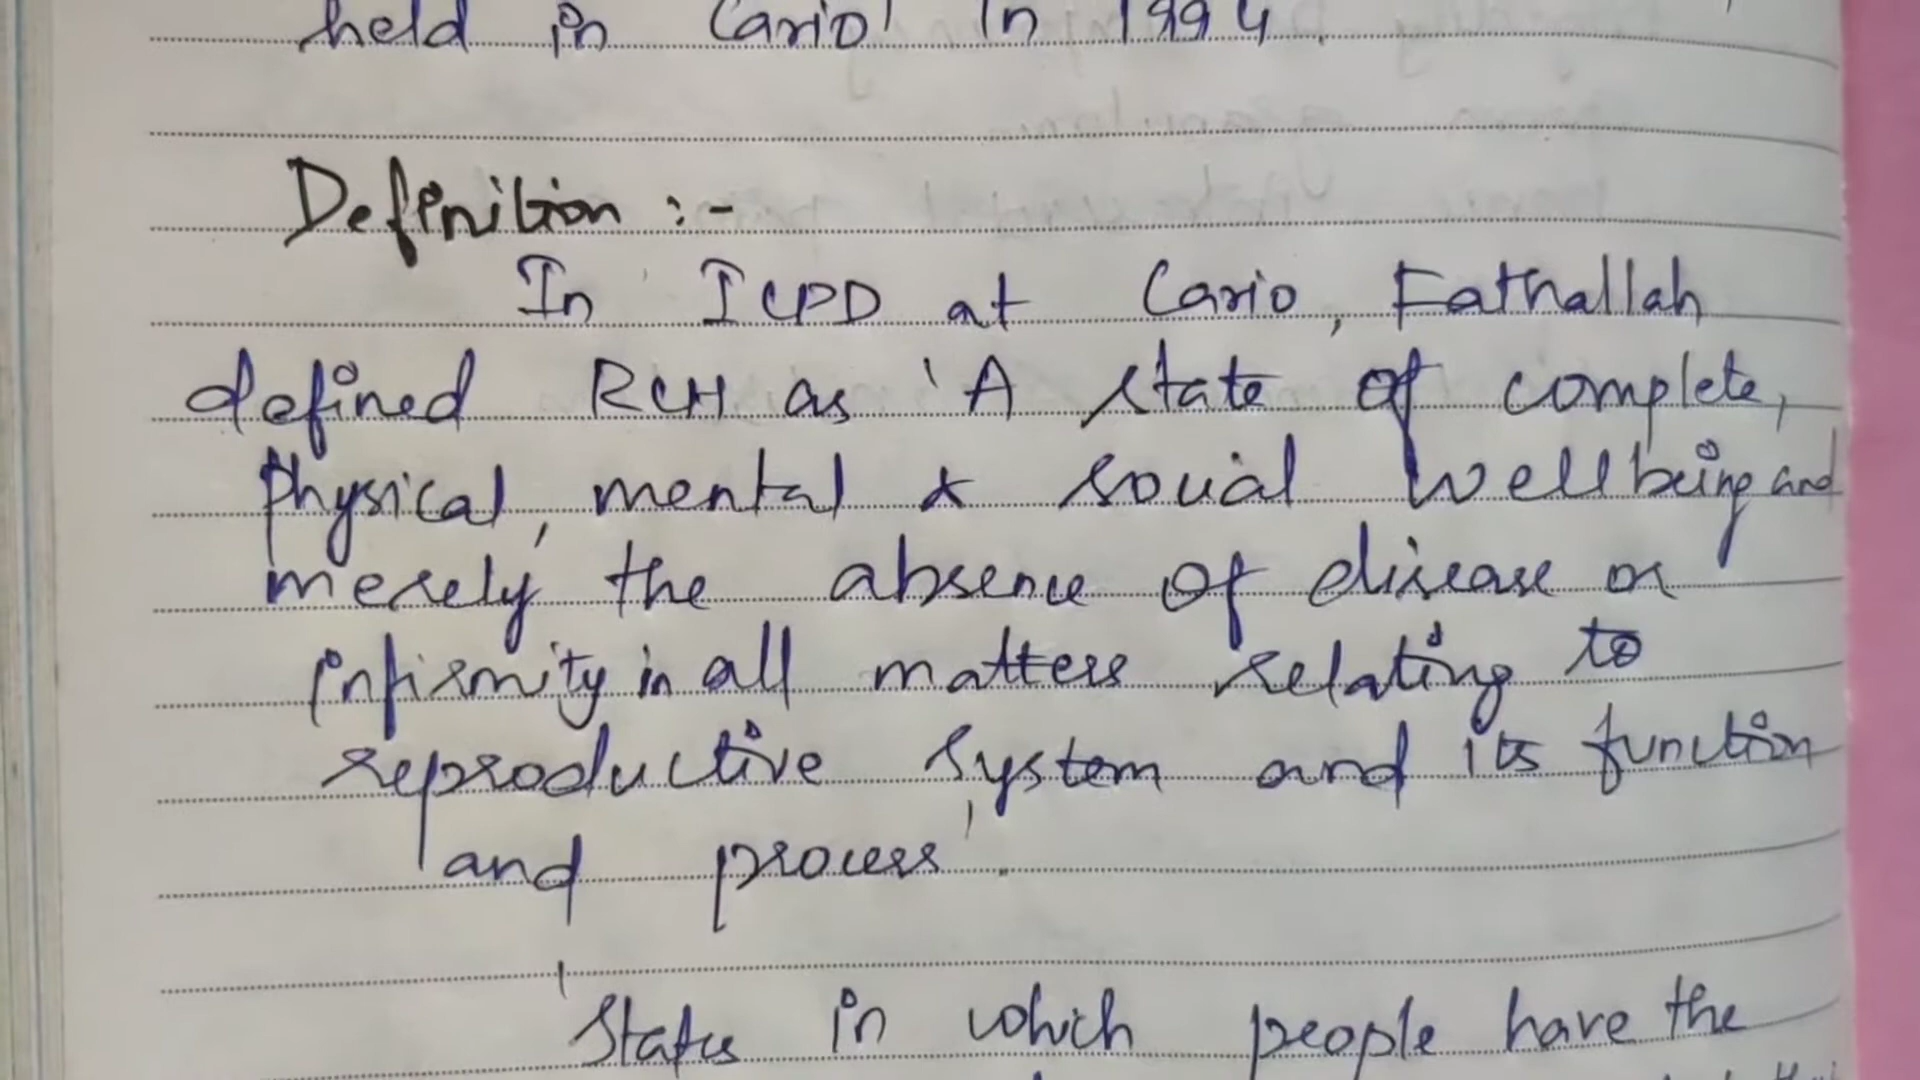 held in Cario' in 1994.
Definition :-
In ICPD at Cario, Fathallah
defined RCH as 'A state of complete,
Physical, mental & social wellbeing and
merely the absence of disease or
infirmity in all matters relating to
reproductive system and its function
and process'.
'States in which people have the